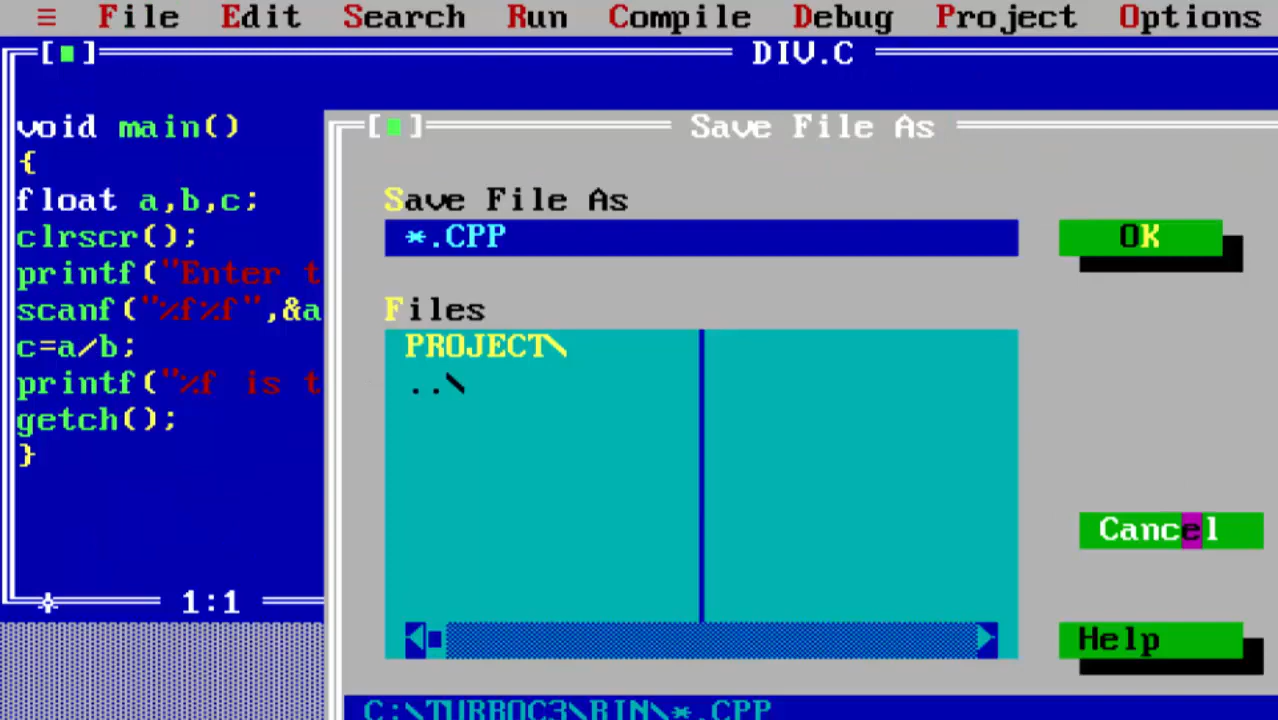 ≡ File Edit Search Run Compile Debug Project Options
[■] DIV.C
void main()
{
float a,b,c;
clrscr();
printf("Enter t
scanf("%f%f",&a
c=a/b;
printf("%f is t
getch();
}
1:1
[■] Save File As
Save File As
*.CPP
OK
Files
PROJECT\
..\
Cancel
Help
C:\TURBOC3\BIN\*.CPP